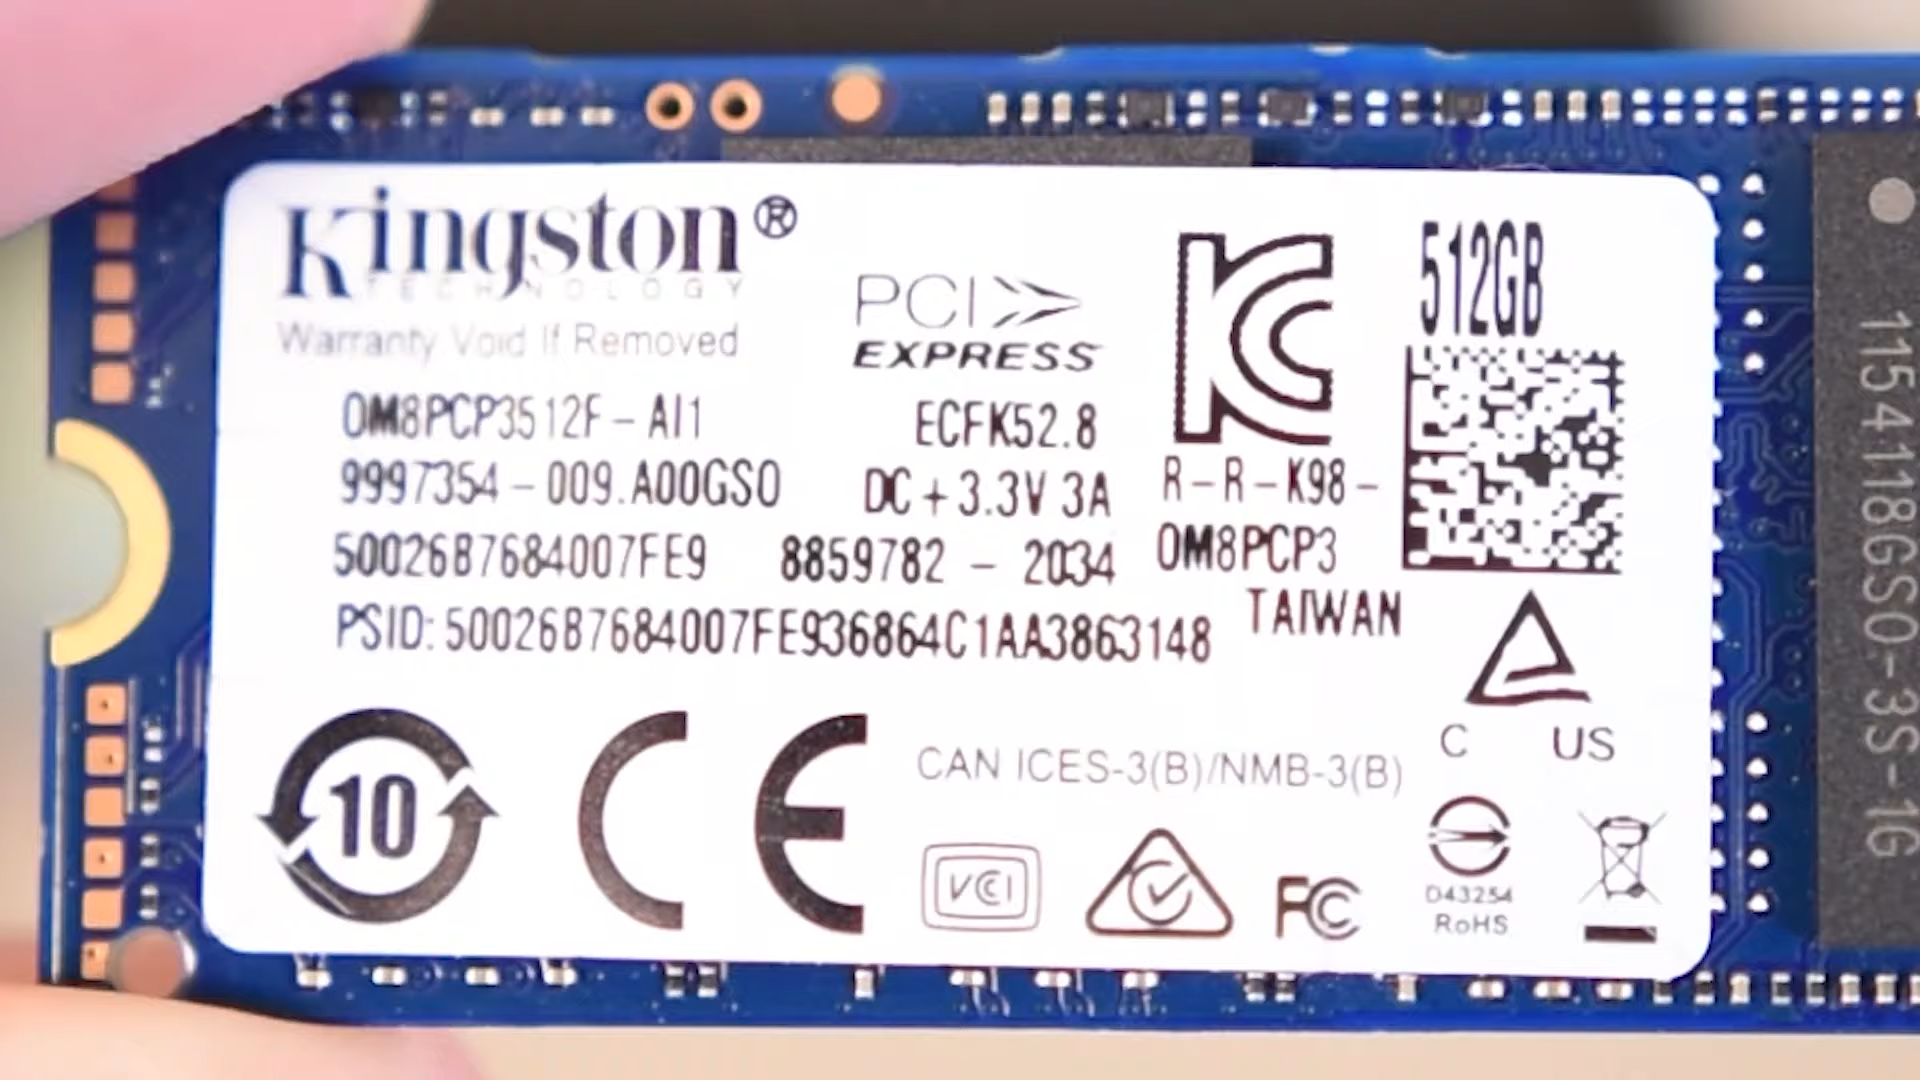 Kingston®
TECHNOLOGY
Warranty Void If Removed
PCI
EXPRESS
512GB
OM8PCP3512F-AI1
ECFK52.8
9997354-009.A00GS0
DC+3.3V 3A
R-R-K98-
50026B7684007FE9
8859782 - 2034
OM8PCP3
PSID: 50026B7684007FE936864C1AA3863148
TAIWAN
C US
10
CE
CAN ICES-3(B)/NMB-3(B)
VCI
FC
D43254
RoHS
1154118GS0-3S-1G